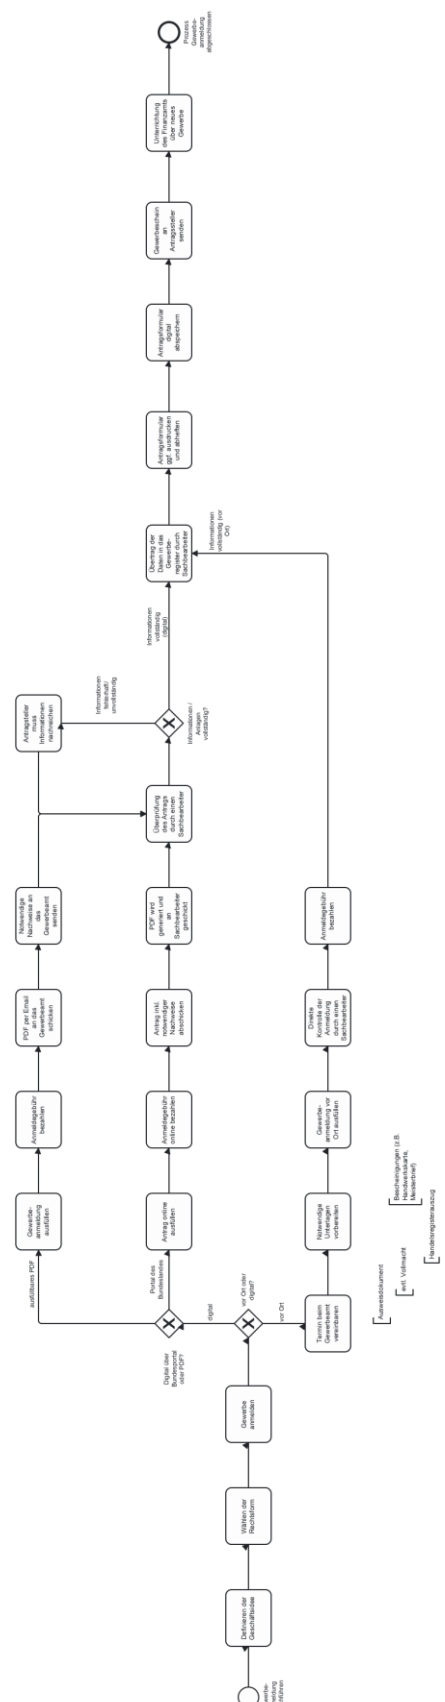 Gewerbe-
anmeldung
Definieren der
Geschäftsidee
Wählen der
Rechtsform
Gewerbe
anmelden
vor Ort oder
digital?
digital
vor Ort
Digital über
Bundesportal
oder PDF?
ausfüllbares PDF
Portal des
Bundeslandes
Gewerbe-
anmeldung
ausfüllen
Anmeldegebühr
bezahlen
PDF per Email
an das
Gewerbeamt
schicken
Notwendige
Nachweise an
das
Gewerbeamt
senden
Antragsteller
muss
Informationen
nachreichen
Antrag online
ausfüllen
Anmeldegebühr
online bezahlen
Antrag inkl.
notwendiger
Nachweise
abschicken
PDF wird
generiert und
an
Sachbearbeiter
geschickt
Überprüfung
des Antrags
durch einen
Sachbearbeiter
Informationen /
Anlagen
vollständig?
Informationen
fehlerhaft/
unvollständig
Informationen
vollständig
(digital)
Termin beim
Gewerbeamt
vereinbaren
Notwendige
Unterlagen
vorbereiten
Ausweisdokument
evtl. Vollmacht
Bescheinigungen (z.B.
Handwerkskarte,
Meisterbrief)
Handelsregisterauszug
Gewerbe-
anmeldung vor
Ort ausfüllen
Direkte
Kontrolle der
Anmeldung
durch einen
Sachbearbeiter
Anmeldegebühr
bezahlen
Informationen
vollständig (vor
Ort)
Übertrag der
Daten in das
Gewerbe-
register durch
Sachbearbeiter
Antragsformular
ggf. ausdrucken
und abheften
Antragsformular
digital
abspeichern
Gewerbeschein
an
Antragssteller
senden
Unterrichtung
des Finanzamts
über neues
Gewerbe
Prozess
Gewerbe-
anmeldung
abgeschlossen